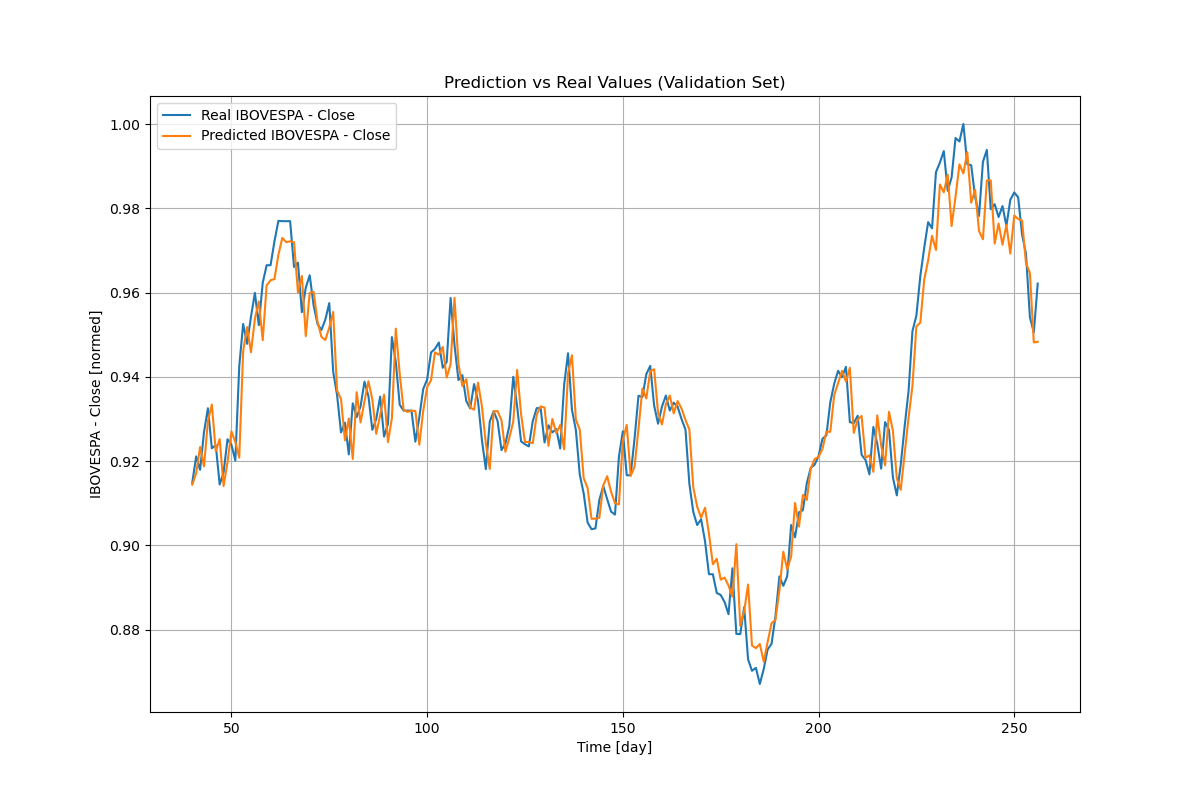 Prediction vs Real Values (Validation Set)
Real IBOVESPA - Close
Predicted IBOVESPA - Close
1.00
0.98
0.96
0.94
0.92
0.90
0.88
IBOVESPA - Close [normed]
50 100 150 200 250
Time [day]